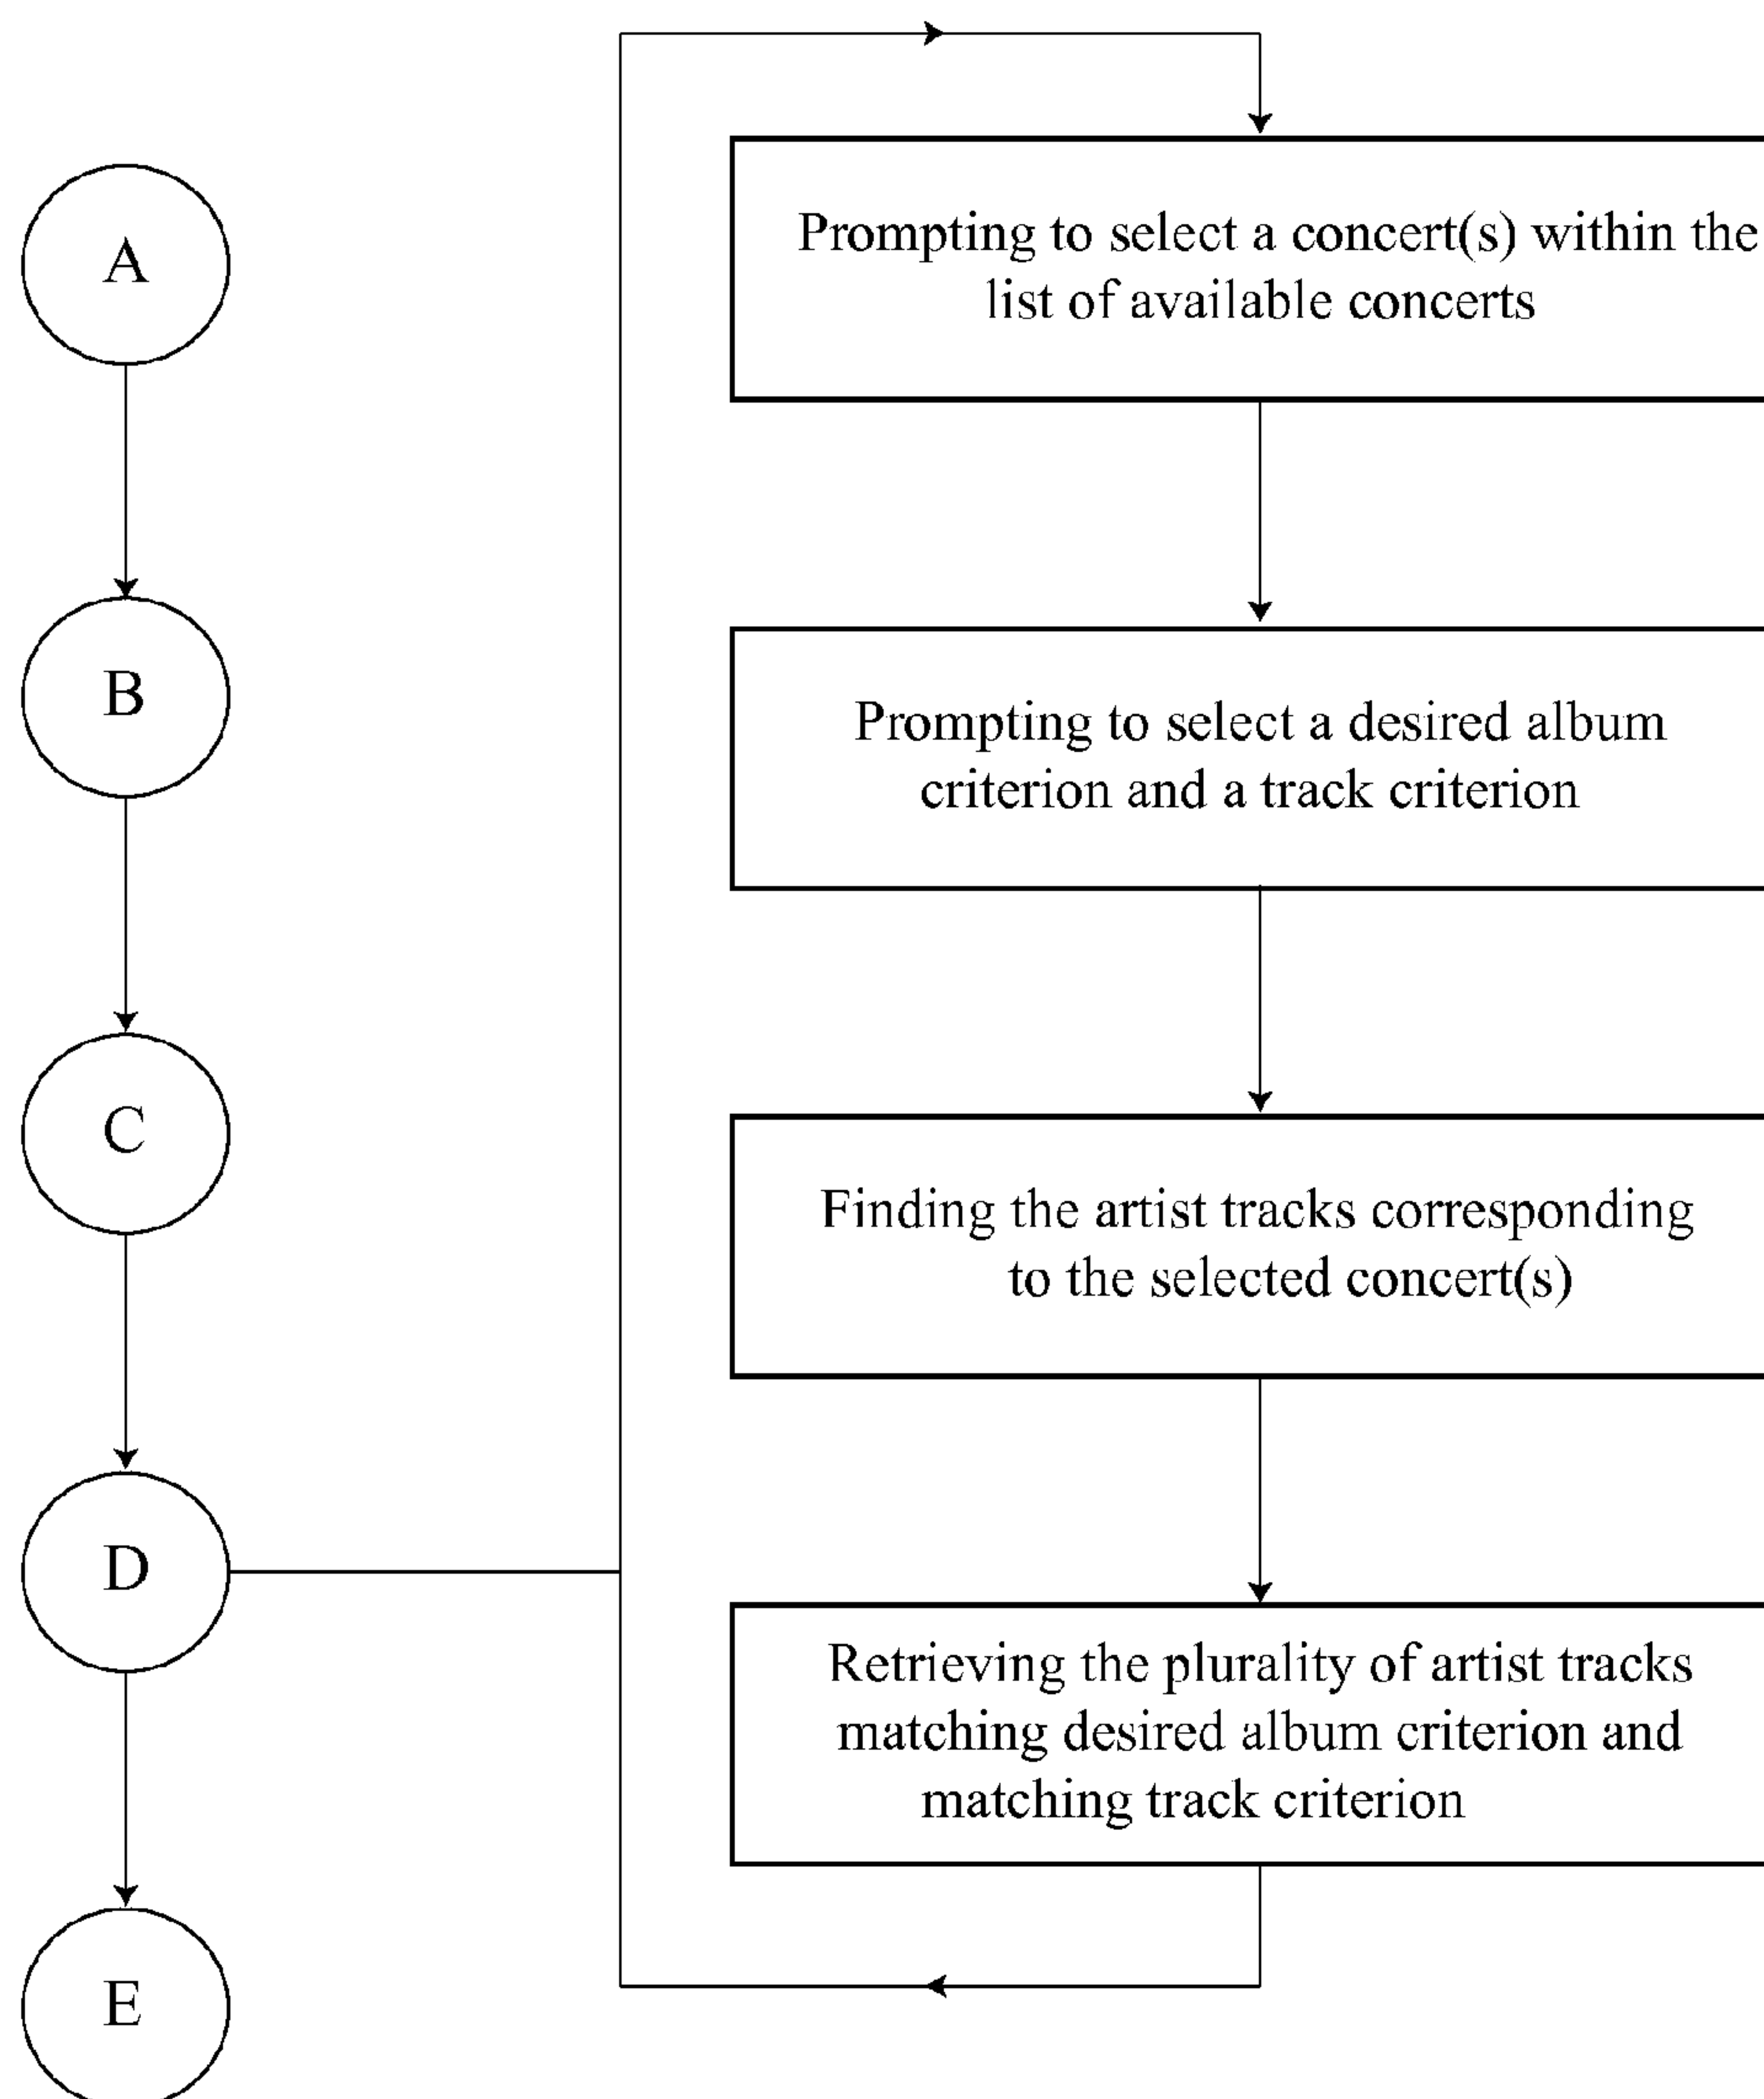 A
B
C
D
E
Prompting to select a concert(s) within the
list of available concerts
Prompting to select a desired album
criterion and a track criterion
Finding the artist tracks corresponding
to the selected concert(s)
Retrieving the plurality of artist tracks
matching desired album criterion and
matching track criterion